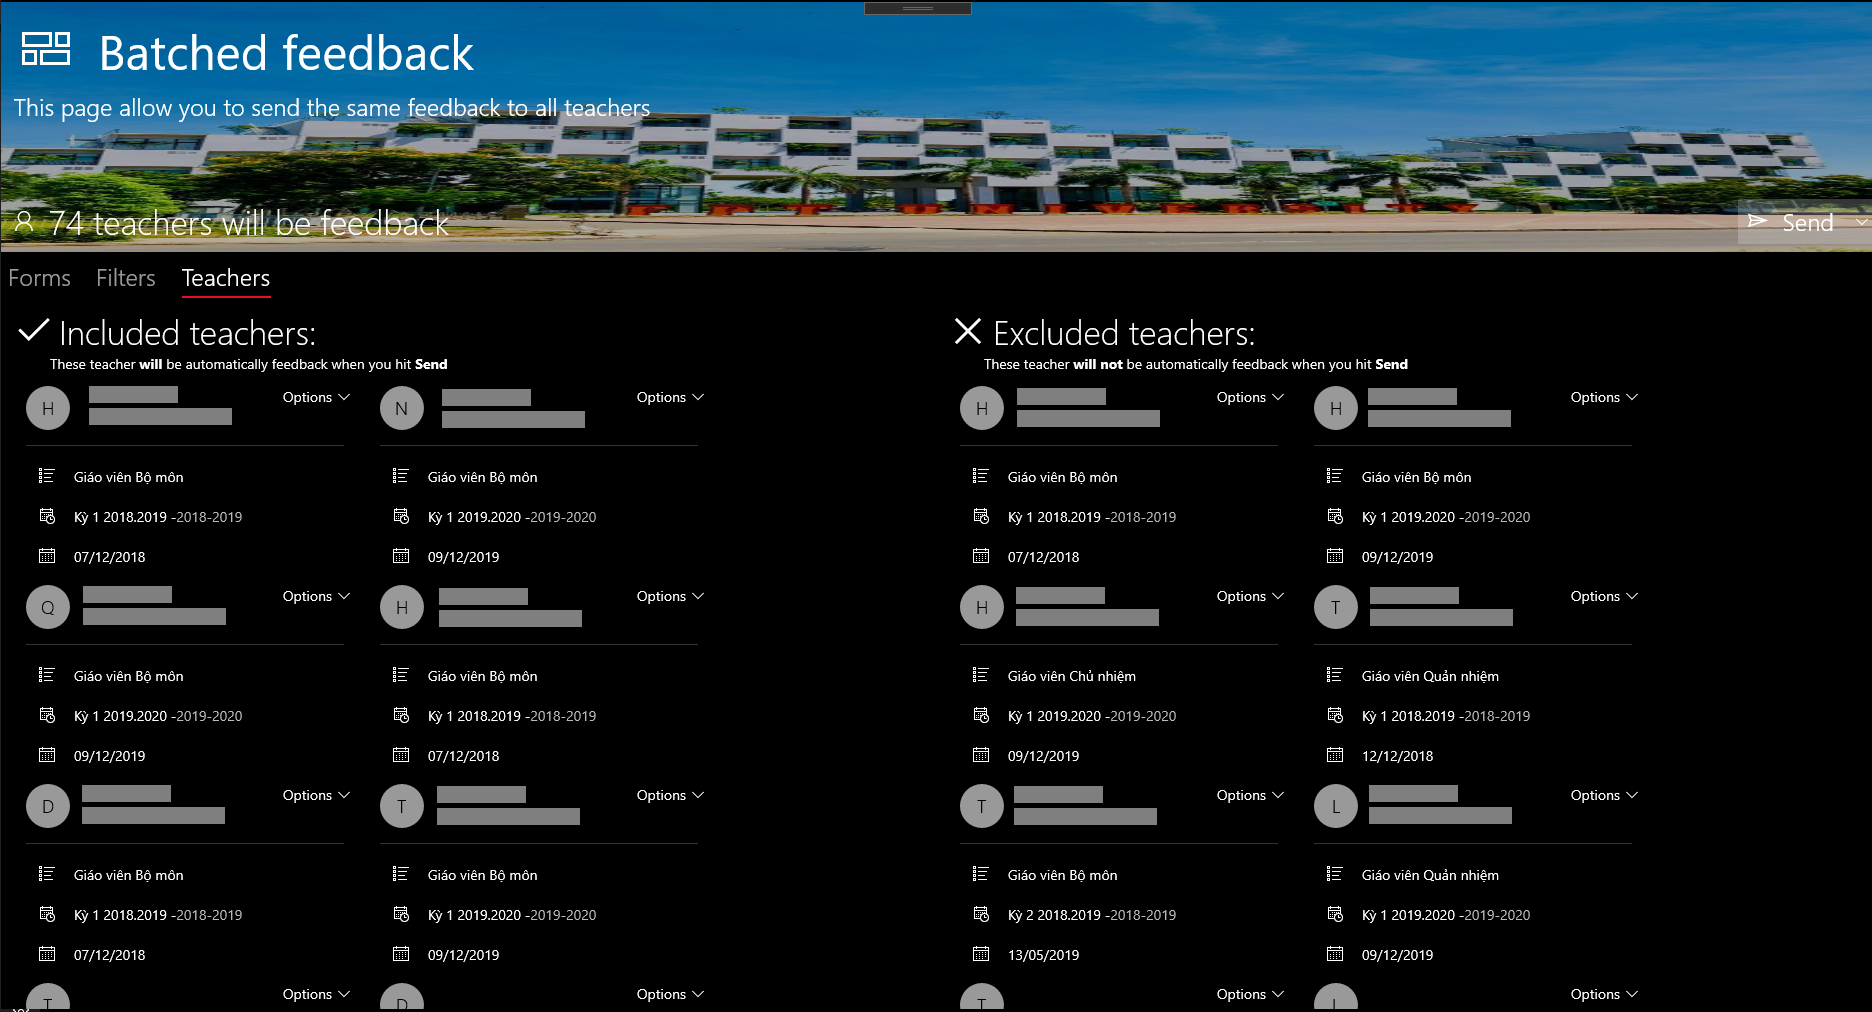 Batched feedback
This page allow you to send the same feedback to all teachers
74 teachers will be feedback
Send
Forms Filters Teachers
Included teachers:
These teacher will be automatically feedback when you hit Send
H Options
Giáo viên Bộ môn
Kỳ 1 2018.2019 -2018-2019
07/12/2018
N Options
Giáo viên Bộ môn
Kỳ 1 2019.2020 -2019-2020
09/12/2019
Q Options
Giáo viên Bộ môn
Kỳ 1 2019.2020 -2019-2020
09/12/2019
H Options
Giáo viên Bộ môn
Kỳ 1 2018.2019 -2018-2019
07/12/2018
D Options
Giáo viên Bộ môn
Kỳ 1 2018.2019 -2018-2019
07/12/2018
T Options
Giáo viên Bộ môn
Kỳ 1 2019.2020 -2019-2020
09/12/2019
T Options
D Options
Excluded teachers:
These teacher will not be automatically feedback when you hit Send
H Options
Giáo viên Bộ môn
Kỳ 1 2018.2019 -2018-2019
07/12/2018
H Options
Giáo viên Bộ môn
Kỳ 1 2019.2020 -2019-2020
09/12/2019
H Options
Giáo viên Chủ nhiệm
Kỳ 1 2019.2020 -2019-2020
09/12/2019
T Options
Giáo viên Quản nhiệm
Kỳ 1 2018.2019 -2018-2019
12/12/2018
T Options
Giáo viên Bộ môn
Kỳ 2 2018.2019 -2018-2019
13/05/2019
L Options
Giáo viên Quản nhiệm
Kỳ 1 2019.2020 -2019-2020
09/12/2019
T Options
Options